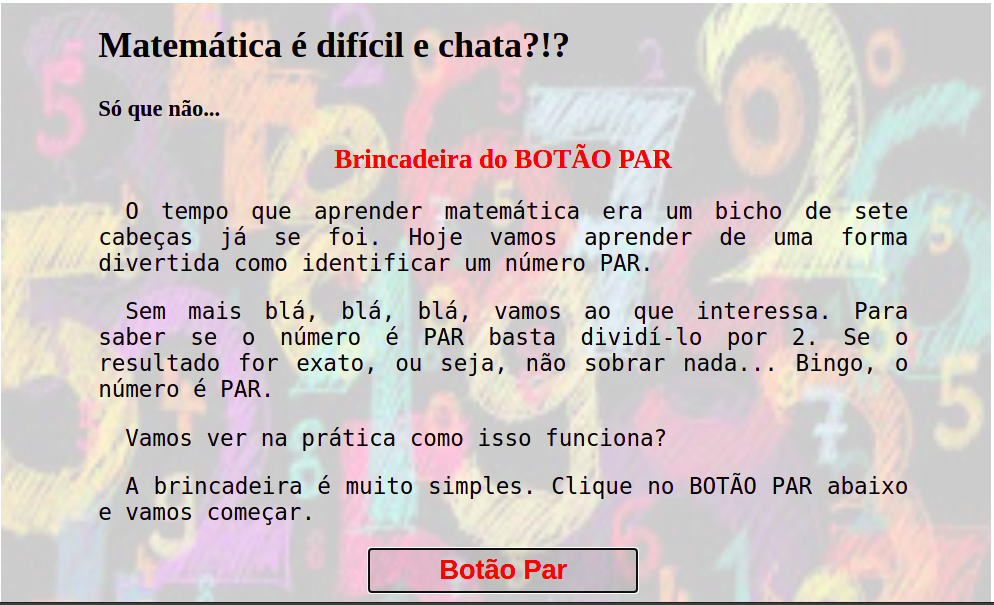 Matemática é difícil e chata?!?
Só que não...
Brincadeira do BOTÃO PAR
O tempo que aprender matemática era um bicho de sete
cabeças já se foi. Hoje vamos aprender de uma forma
divertida como identificar um número PAR.
Sem mais blá, blá, blá, vamos ao que interessa. Para
saber se o número é PAR basta dividí-lo por 2. Se o
resultado for exato, ou seja, não sobrar nada... Bingo, o
número é PAR.
Vamos ver na prática como isso funciona?
A brincadeira é muito simples. Clique no BOTÃO PAR abaixo
e vamos começar.
Botão Par